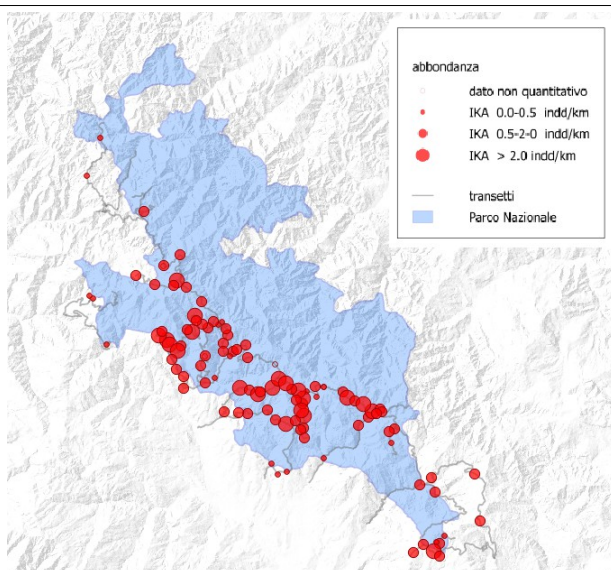 abbondanza
dato non quantitativo
IKA 0.0-0.5 indd/km
IKA 0.5-2-0 indd/km
IKA > 2.0 indd/km
transetti
Parco Nazionale